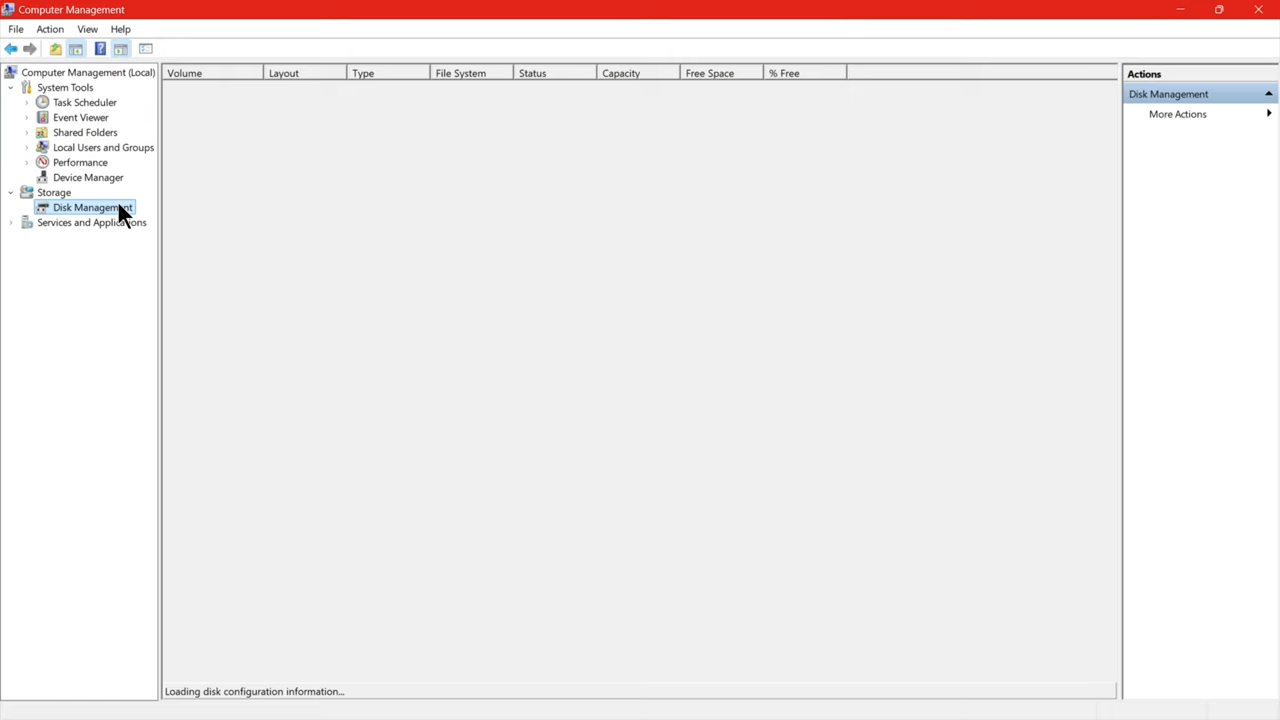 Computer Management
File Action View Help
Computer Management (Local)
System Tools
Task Scheduler
Event Viewer
Shared Folders
Local Users and Groups
Performance
Device Manager
Storage
Disk Management
Services and Applications
Volume Layout Type File System Status Capacity Free Space % Free
Loading disk configuration information...
Actions
Disk Management
More Actions